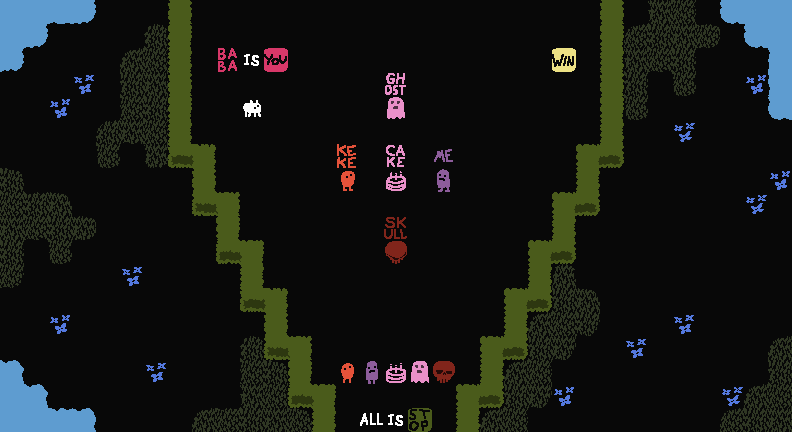 BABA IS YOU
WIN
GHOST
KEKE
CAKE
ME
SKULL
ALL IS STOP